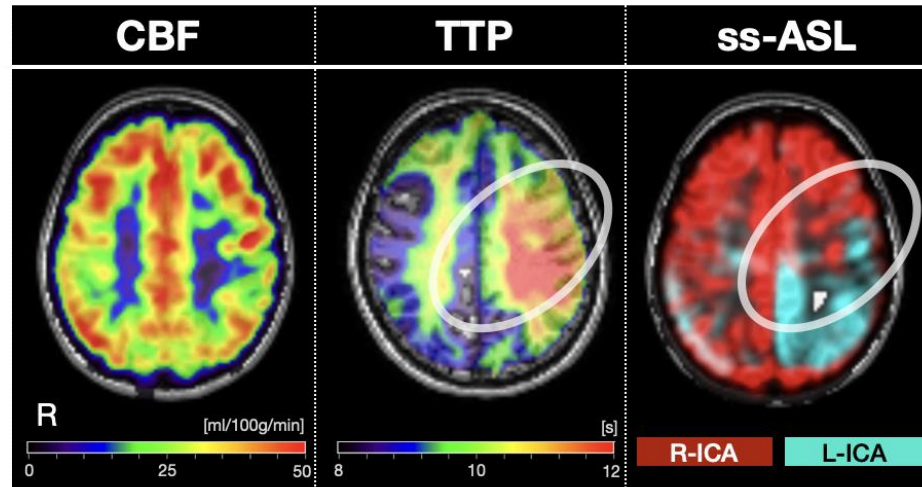 CBF
TTP
ss-ASL
R
[ml/100g/min]
0
25
50
[s]
8
10
12
R-ICA
L-ICA